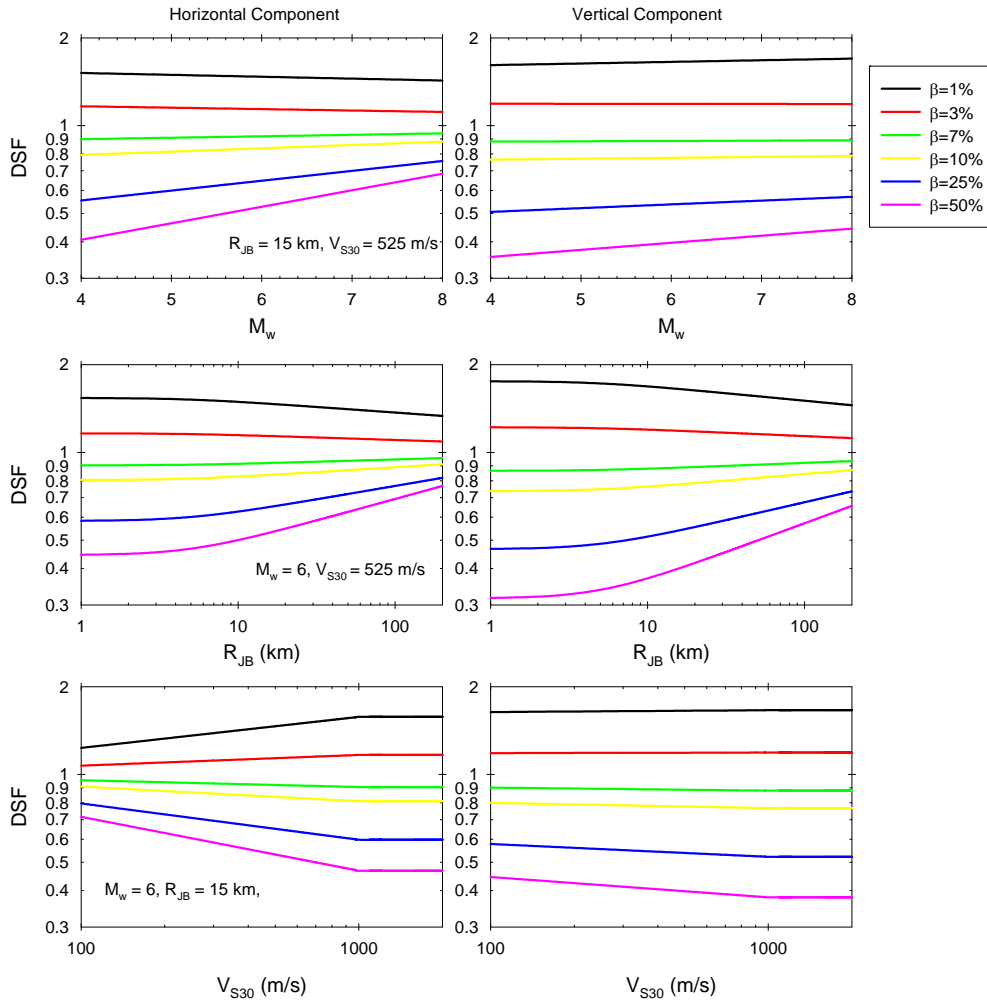 Horizontal Component
Vertical Component
2
1
0.9
0.8
0.7
0.6
0.5
0.4
0.3
DSF
R_JB = 15 km, V_S30 = 525 m/s
4 5 6 7 8
M_w
2
1
0.9
0.8
0.7
0.6
0.5
0.4
0.3
4 5 6 7 8
M_w
β=1%
β=3%
β=7%
β=10%
β=25%
β=50%
2
1
0.9
0.8
0.7
0.6
0.5
0.4
0.3
DSF
M_w = 6, V_S30 = 525 m/s
1 10 100
R_JB (km)
2
1
0.9
0.8
0.7
0.6
0.5
0.4
0.3
1 10 100
R_JB (km)
2
1
0.9
0.8
0.7
0.6
0.5
0.4
0.3
DSF
M_w = 6, R_JB = 15 km,
100 1000
V_S30 (m/s)
2
1
0.9
0.8
0.7
0.6
0.5
0.4
0.3
100 1000
V_S30 (m/s)